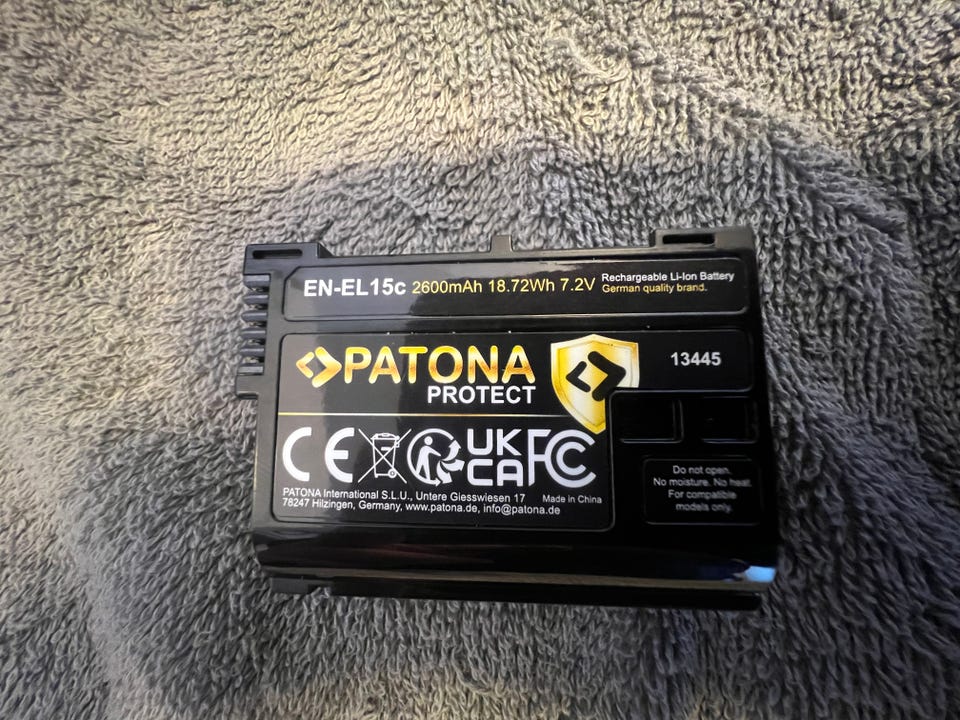 EN-EL15c 2600mAh 18.72Wh 7.2V
Rechargeable Li-Ion Battery
German quality brand.
PATONA
PROTECT
13445
CE
UK
CA
FC
PATONA International S.L.U., Untere Giesswiesen 17
78247 Hilzingen, Germany, www.patona.de, info@patona.de
Made in China
Do not open.
No moisture. No heat.
For compatible
models only.